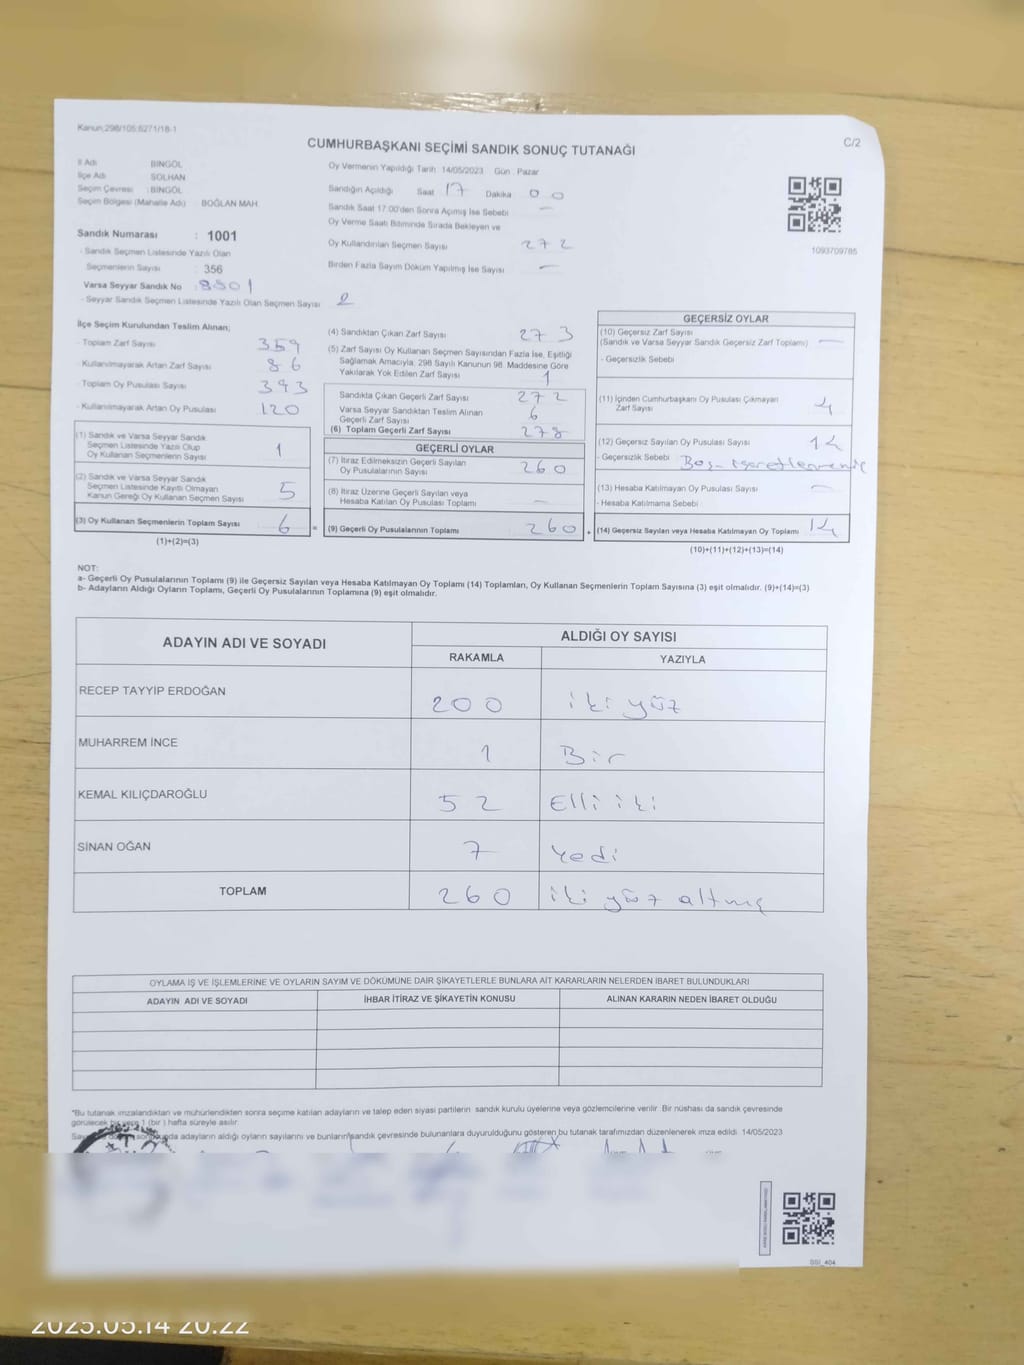 Kanun;298/105;6271/18-1
C/2
CUMHURBAŞKANI SEÇİMİ SANDIK SONUÇ TUTANAĞI
Oy Vermenin Yapıldığı Tarih 14/05/2023 Gün . Pazar
İl Adı BİNGÖL
İlçe Adı SOLHAN
Seçim Çevresi : BİNGÖL
Seçim Bölgesi (Mahalle Adı) BOĞLAN MAH.
Sandığın Açıldığı Saat 17 Dakika 00
Sandık Saat 17:00'den Sonra Açılmış İse Sebebi —
Oy Verme Saati Bitiminde Sırada Bekleyen ve
Oy Kullandırılan Seçmen Sayısı 272
Birden Fazla Sayım Döküm Yapılmış İse Sayısı —
1093709785
Sandık Numarası : 1001
- Sandık Seçmen Listesinde Yazılı Olan
Seçmenlerin Sayısı : 356
Varsa Seyyar Sandık No : 8501
- Seyyar Sandık Seçmen Listesinde Yazılı Olan Seçmen Sayısı 2
İlçe Seçim Kurulundan Teslim Alınan;
- Toplam Zarf Sayısı 359
- Kullanılmayarak Artan Zarf Sayısı 86
- Toplam Oy Pusulası Sayısı 393
- Kullanılmayarak Artan Oy Pusulası 120
(1) Sandık ve Varsa Seyyar Sandık
Seçmen Listesinde Yazılı Olup
Oy Kullanan Seçmenlerin Sayısı 1
(2) Sandık ve Varsa Seyyar Sandık
Seçmen Listesinde Kayıtlı Olmayan
Kanun Gereği Oy Kullanan Seçmen Sayısı 5
(3) Oy Kullanan Seçmenlerin Toplam Sayısı 6 =
(1)+(2)=(3)
(4) Sandıktan Çıkan Zarf Sayısı 273
(5) Zarf Sayısı Oy Kullanan Seçmen Sayısından Fazla İse, Eşitliği
Sağlamak Amacıyla, 298 Sayılı Kanunun 98. Maddesine Göre
Yakılarak Yok Edilen Zarf Sayısı 1
Sandıkta Çıkan Geçerli Zarf Sayısı 272
Varsa Seyyar Sandıktan Teslim Alınan
Geçerli Zarf Sayısı 6
(6) Toplam Geçerli Zarf Sayısı 278
GEÇERLİ OYLAR
(7) İtiraz Edilmeksizin Geçerli Sayılan
Oy Pusulalarının Sayısı 260
(8) İtiraz Üzerine Geçerli Sayılan veya
Hesaba Katılan Oy Pusulası Toplamı —
(9) Geçerli Oy Pusulalarının Toplamı 260 +
GEÇERSİZ OYLAR
(10) Geçersiz Zarf Sayısı
(Sandık ve Varsa Seyyar Sandık Geçersiz Zarf Toplamı) —
- Geçersizlik Sebebi
(11) İçinden Cumhurbaşkanı Oy Pusulası Çıkmayan
Zarf Sayısı 4
(12) Geçersiz Sayılan Oy Pusulası Sayısı 14
- Geçersizlik Sebebi Boş
(13) Hesaba Katılmayan Oy Pusulası Sayısı —
- Hesaba Katılmama Sebebi
(14) Geçersiz Sayılan veya Hesaba Katılmayan Oy Toplamı 14
(10)+(11)+(12)+(13)=(14)
NOT:
a- Geçerli Oy Pusulalarının Toplamı (9) ile Geçersiz Sayılan veya Hesaba Katılmayan Oy Toplamı (14) Toplamları, Oy Kullanan Seçmenlerin Toplam Sayısına (3) eşit olmalıdır. (9)+(14)=(3)
b- Adayların Aldığı Oyların Toplamı, Geçerli Oy Pusulalarının Toplamına (9) eşit olmalıdır.
ADAYIN ADI VE SOYADI ALDIĞI OY SAYISI
RAKAMLA YAZIYLA
RECEP TAYYİP ERDOĞAN 200 iki yüz
MUHARREM İNCE 1 Bir
KEMAL KILIÇDAROĞLU 52 Elli iki
SİNAN OĞAN 7 Yedi
TOPLAM 260 iki yüz altmış
OYLAMA İŞ VE İŞLEMLERİNE VE OYLARIN SAYIM VE DÖKÜMÜNE DAİR ŞİKAYETLERLE BUNLARA AİT KARARLARIN NELERDEN İBARET BULUNDUKLARI
ADAYIN ADI VE SOYADI İHBAR İTİRAZ VE ŞİKAYETİN KONUSU ALINAN KARARIN NEDEN İBARET OLDUĞU
*Bu tutanak imzalandıktan ve mühürlendikten sonra seçime katılan adayların ve talep eden siyasi partilerin sandık kurulu üyelerine veya gözlemcilerine verilir. Bir nüshası da sandık çevresinde
görülecek bir yere 1 (bir ) hafta süreyle asılır.
adayların aldığı oyların sayılarını ve bunların sandık çevresinde bulunanlara duyurulduğunu gösteren bu tutanak tarafımızdan düzenlenerek imza edildi. 14/05/2023
SSI_404
2023.05.14 20:22